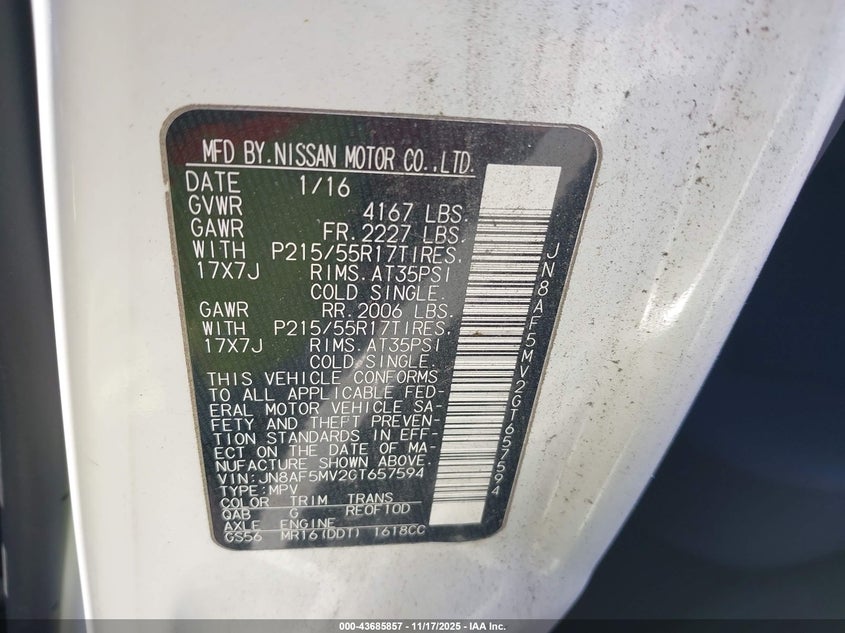 MFD BY.NISSAN MOTOR CO.,LTD.
DATE 1/16
GVWR 4167 LBS.
GAWR FR.2227 LBS.
WITH P215/55R17TIRES.
17X7J RIMS.AT35PSI
COLD SINGLE.
GAWR RR.2006 LBS.
WITH P215/55R17TIRES,
17X7J RIMS.AT35PSI
COLD SINGLE.
THIS VEHICLE CONFORMS
TO ALL APPLICABLE FED-
ERAL MOTOR VEHICLE SA-
FETY AND THEFT PREVEN-
TION STANDARDS IN EFF-
ECT ON THE DATE OF MA-
NUFACTURE SHOWN ABOVE.
VIN:JN8AF5MV2GT657594
TYPE:MPV
COLOR TRIM TRANS
QAB G RE0F10D
AXLE ENGINE
GS56 MR16(DDT) 1618CC
JN8AF5MV2GT657594
000-43685857 - 11/17/2025 - IAA Inc.